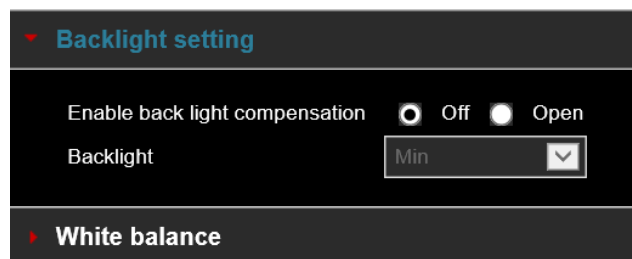 Backlight setting
Enable back light compensation Off Open
Backlight Min
White balance